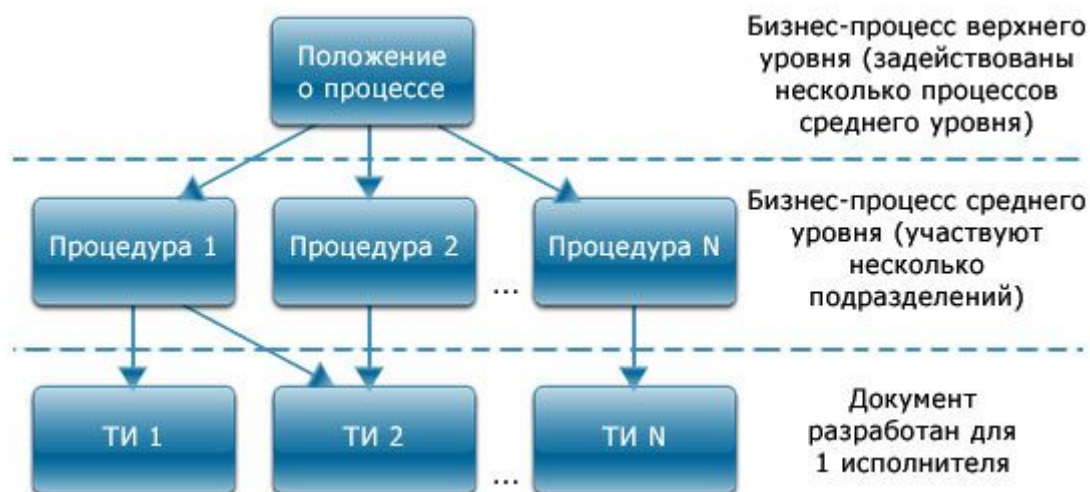 Положение
о процессе
Бизнес-процесс верхнего
уровня (задействованы
несколько процессов
среднего уровня)
Процедура 1
Процедура 2
...
Процедура N
Бизнес-процесс среднего
уровня (участвуют
несколько
подразделений)
ТИ 1
ТИ 2
...
ТИ N
Документ
разработан для
1 исполнителя